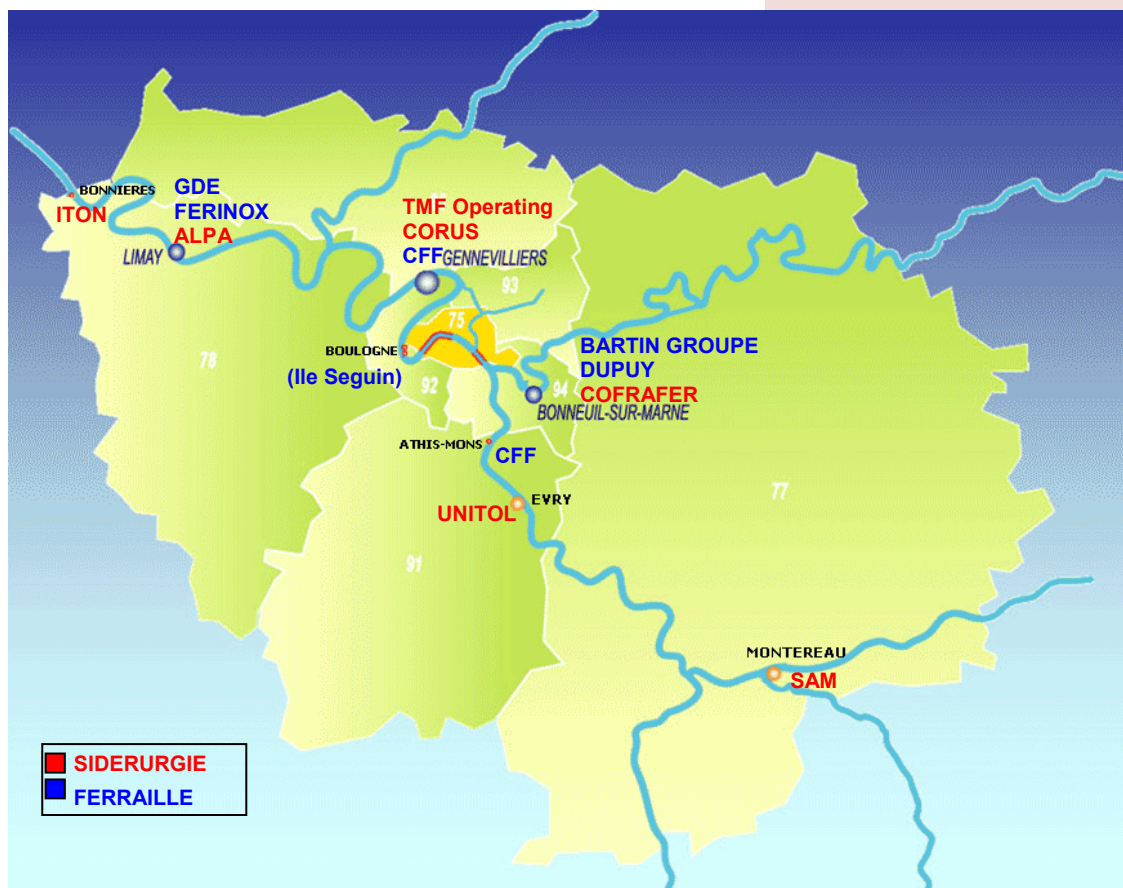 BONNIERES
ITON
GDE
FERINOX
ALPA
LIMAY
TMF Operating
CORUS
CFF GENNEVILLIERS
93
75
BOULOGNE
(Ile Seguin)
78
92
BARTIN GROUPE
DUPUY
94 COFRAFER
BONNEUIL-SUR-MARNE
ATHIS-MONS
CFF
EVRY
UNITOL
77
91
MONTEREAU
SAM
SIDERURGIE
FERRAILLE